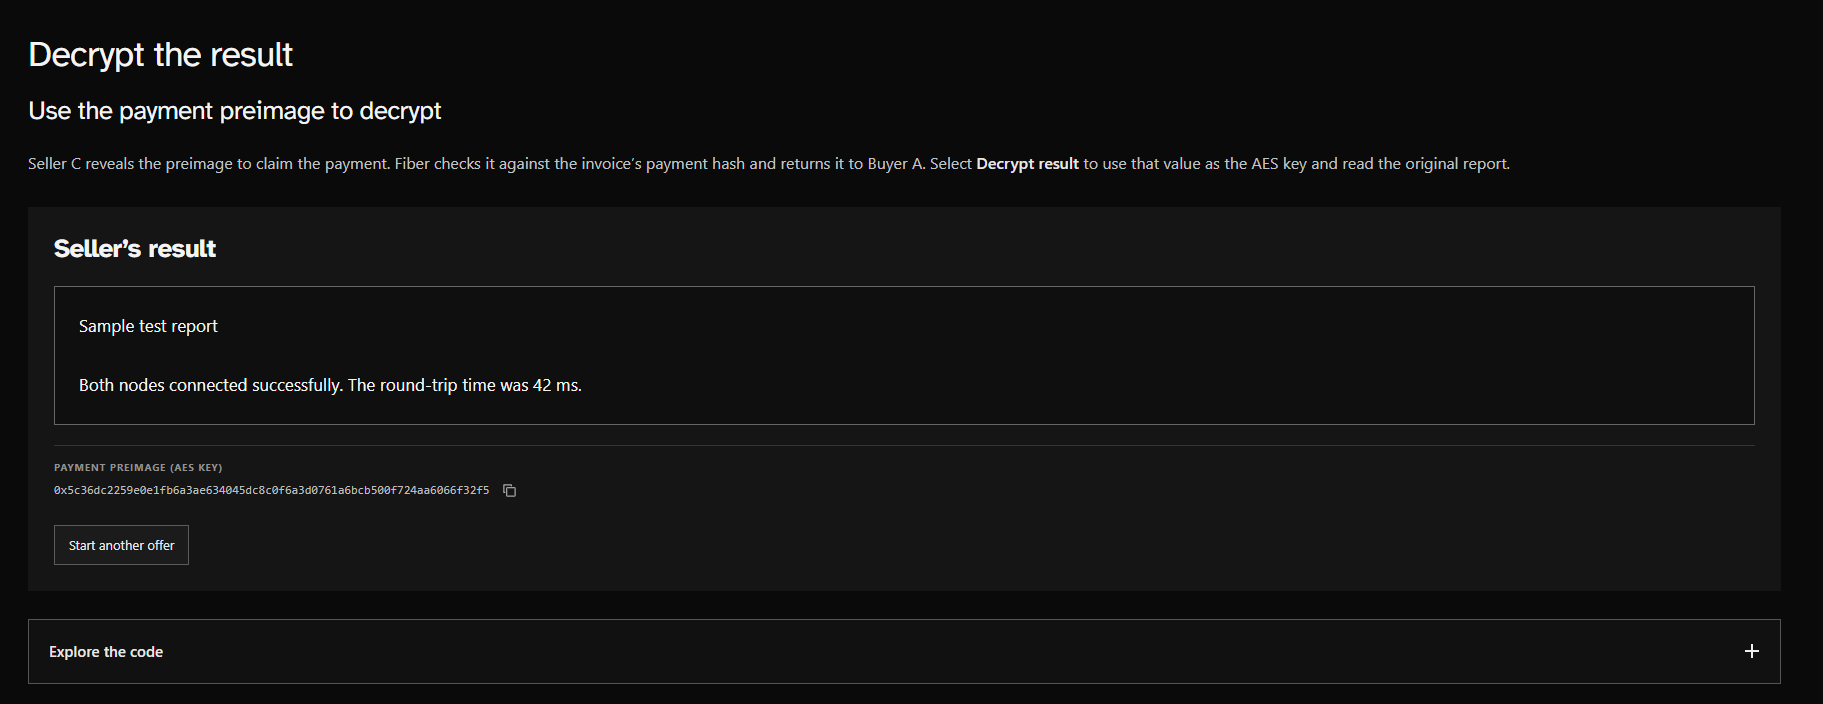 Decrypt the result
Use the payment preimage to decrypt
Seller C reveals the preimage to claim the payment. Fiber checks it against the invoice's payment hash and returns it to Buyer A. Select Decrypt result to use that value as the AES key and read the original report.
Seller's result
Sample test report
Both nodes connected successfully. The round-trip time was 42 ms.
PAYMENT PREIMAGE (AES KEY)
0x5c36dc2259e0e1fb6a3ae634045dc8c0f6a3d0761a6bcb500f724aa6066f32f5
Start another offer
Explore the code